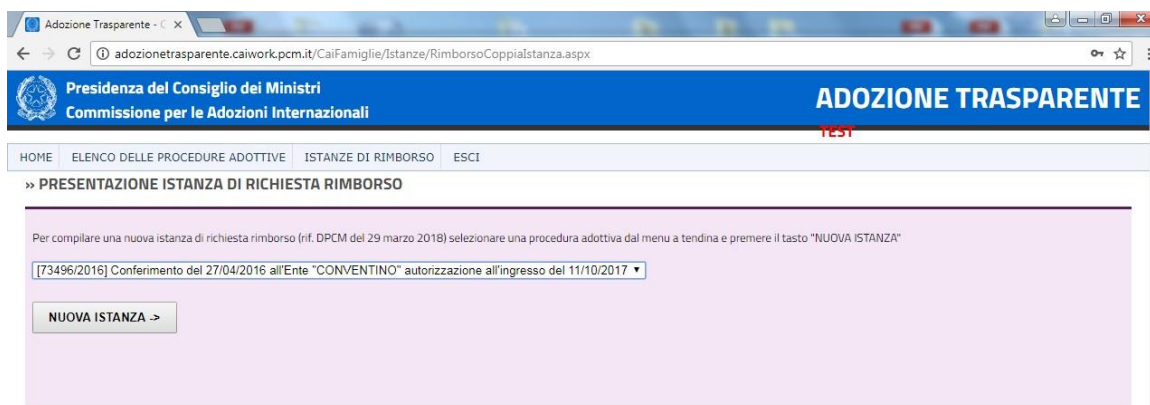 Adozione Trasparente - C
adozionetrasparente.caiwork.pcm.it/CaiFamiglie/Istanze/RimborsoCoppiaIstanza.aspx
Presidenza del Consiglio dei Ministri
Commissione per le Adozioni Internazionali
ADOZIONE TRASPARENTE
TEST
HOME ELENCO DELLE PROCEDURE ADOTTIVE ISTANZE DI RIMBORSO ESCI
» PRESENTAZIONE ISTANZA DI RICHIESTA RIMBORSO
Per compilare una nuova istanza di richiesta rimborso (rif. DPCM del 29 marzo 2018) selezionare una procedura adottiva dal menu a tendina e premere il tasto "NUOVA ISTANZA"
[73496/2016] Conferimento del 27/04/2016 all'Ente "CONVENTINO" autorizzazione all'ingresso del 11/10/2017
NUOVA ISTANZA ->